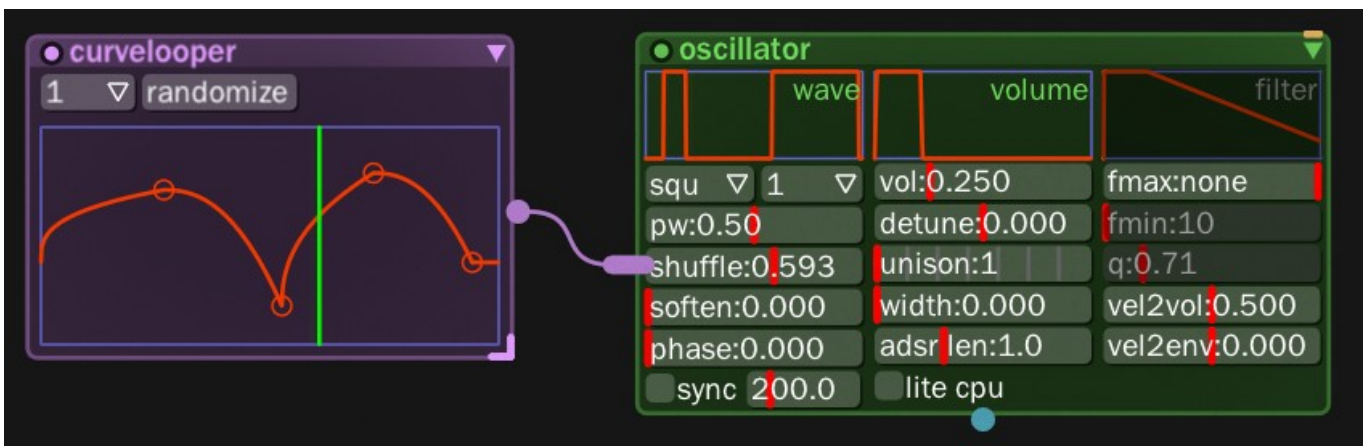 curvelooper
1 randomize
oscillator
wave volume filter
squ 1 vol:0.250 fmax:none
pw:0.50 detune:0.000 fmin:10
shuffle:0.593 unison:1 q:0.71
soften:0.000 width:0.000 vel2vol:0.500
phase:0.000 adsr len:1.0 vel2env:0.000
sync 200.0 lite cpu